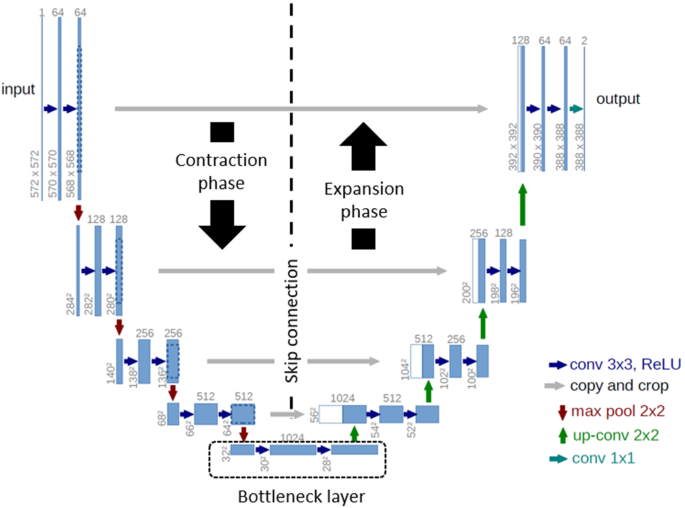 1 64 64
128 64 64 2
input
output
572 x 572
570 x 570
568 x 568
392 x 392
390 x 390
388 x 388
388 x 388
Contraction
phase
Expansion
phase
Skip connection
128 128
284²
282²
280²
256 128
200²
198²
196²
256 256
140²
138²
136²
512 256
104²
102²
100²
512 512
68²
66²
64²
1024 512
56²
54²
52²
1024
32²
30²
28²
Bottleneck layer
conv 3x3, ReLU
copy and crop
max pool 2x2
up-conv 2x2
conv 1x1